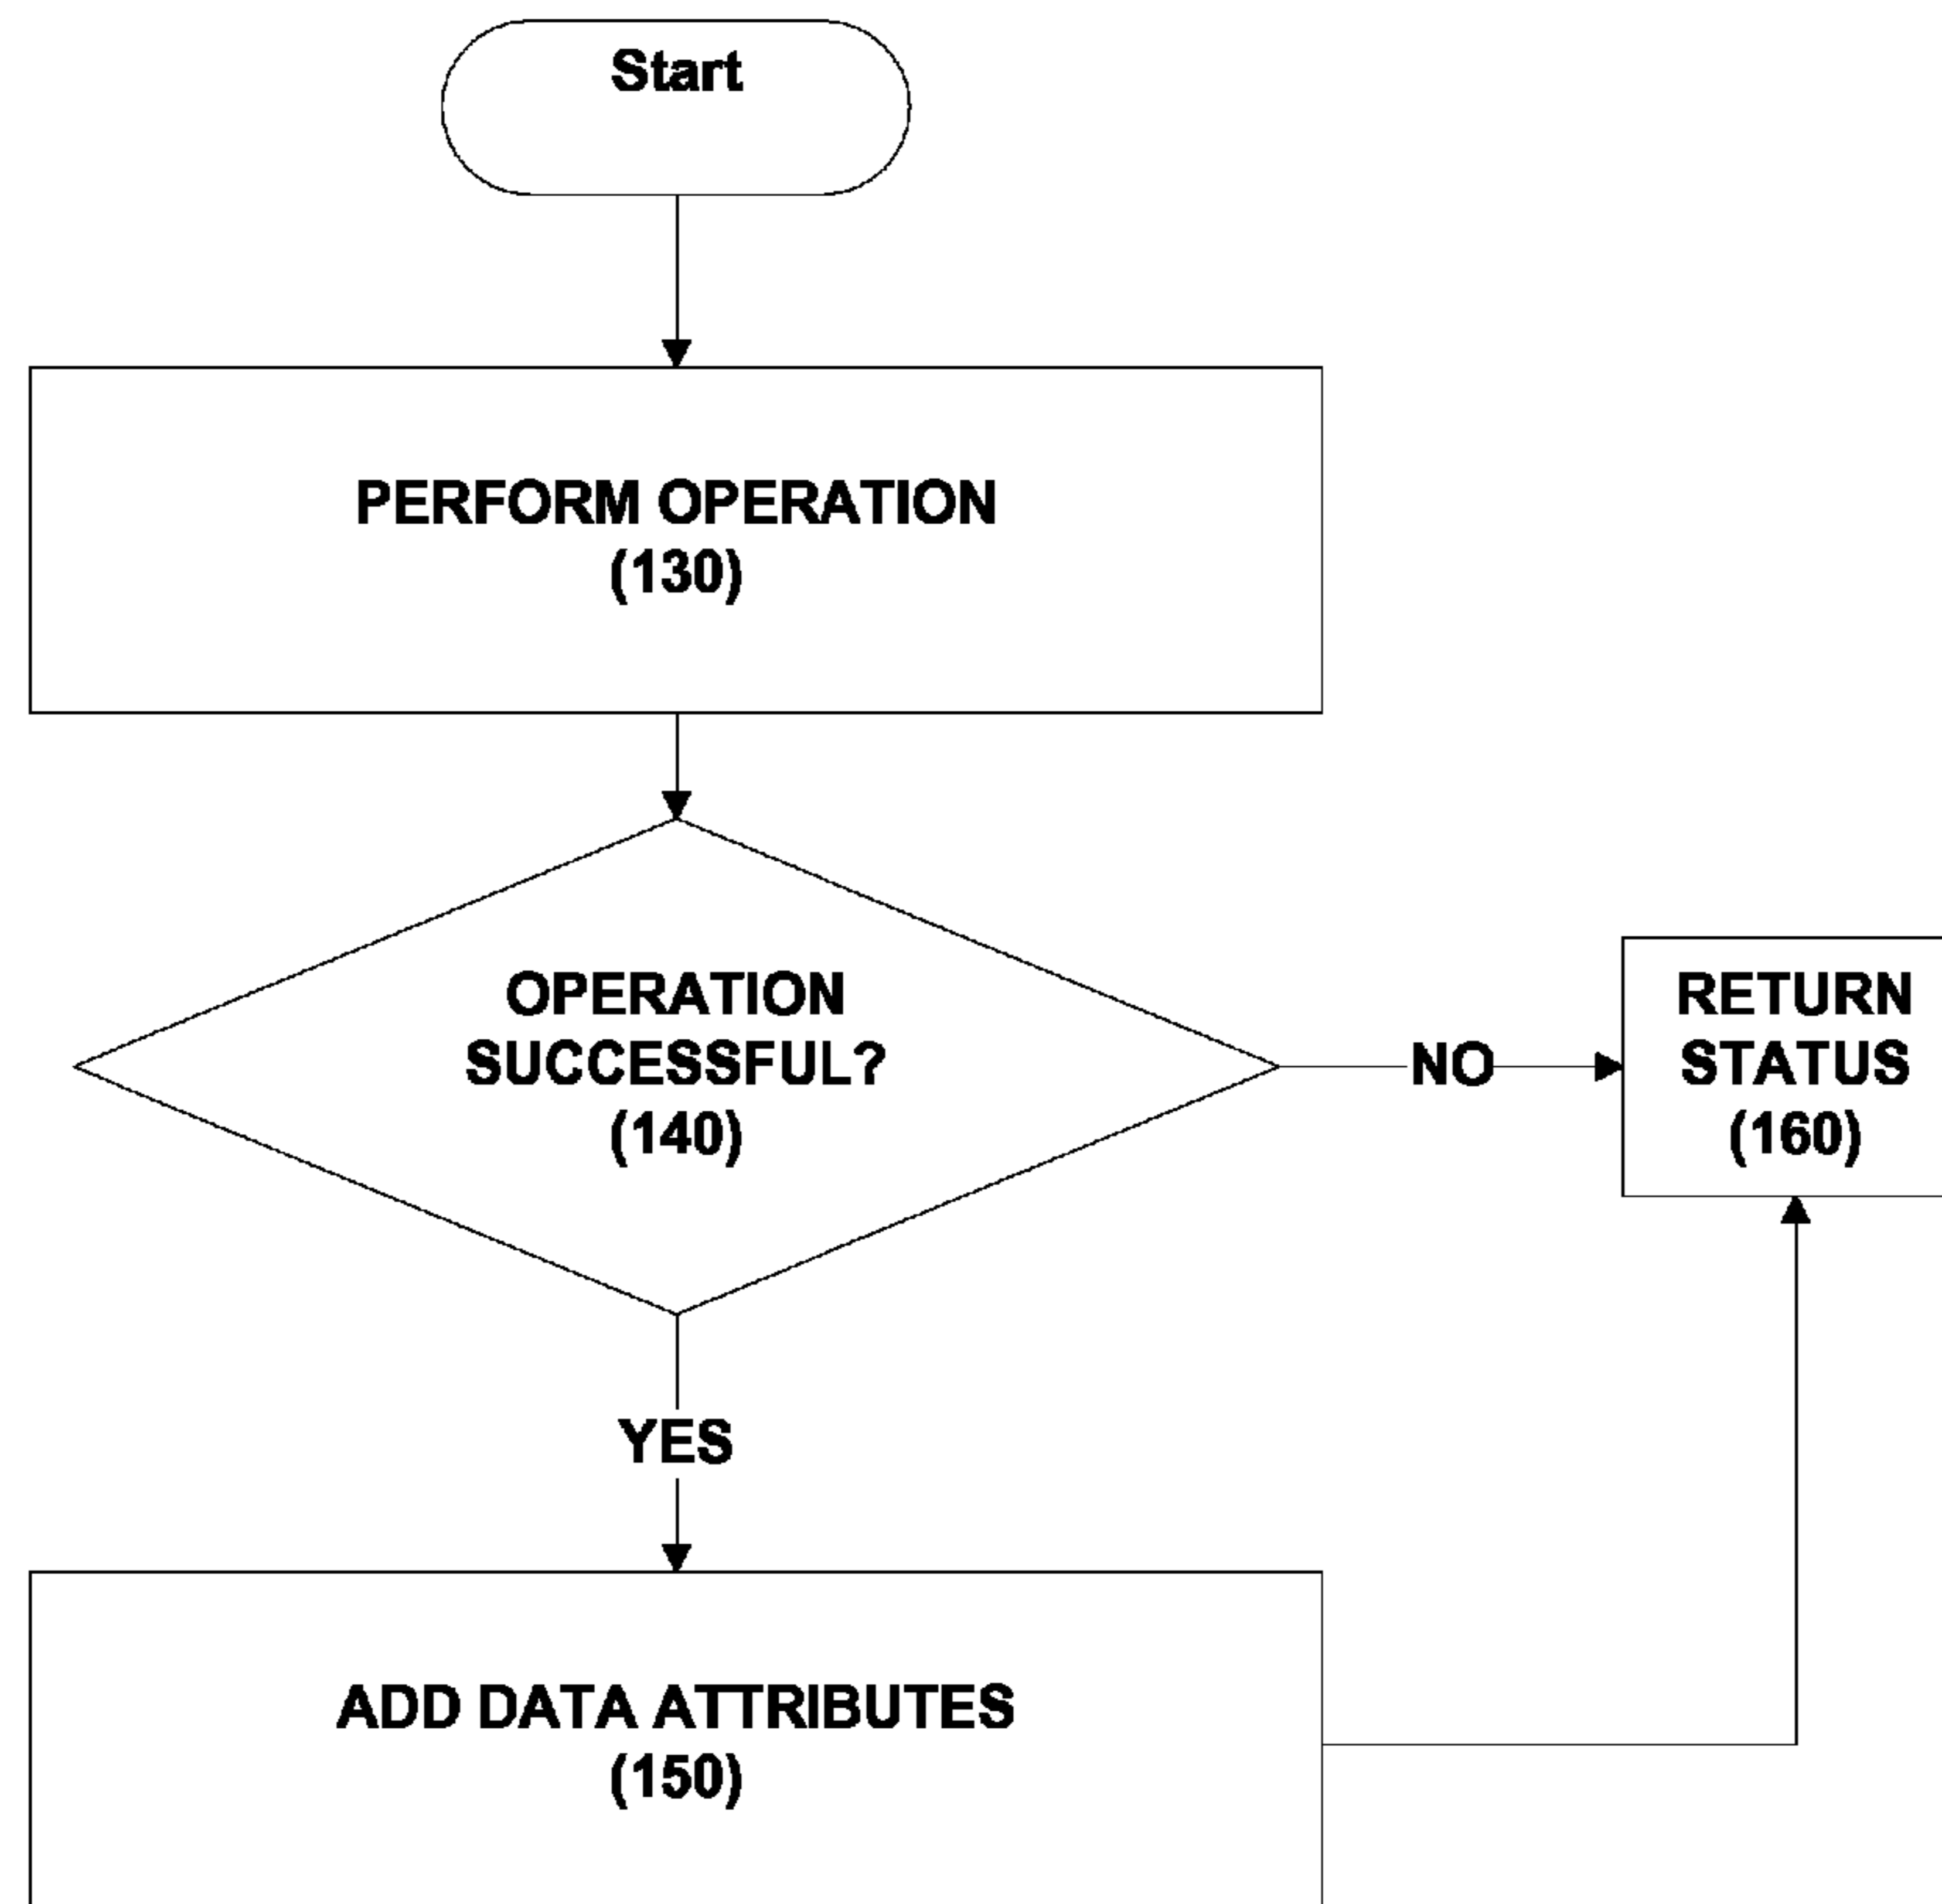 Start
PERFORM OPERATION
(130)
OPERATION
SUCCESSFUL?
(140)
NO
RETURN
STATUS
(160)
YES
ADD DATA ATTRIBUTES
(150)